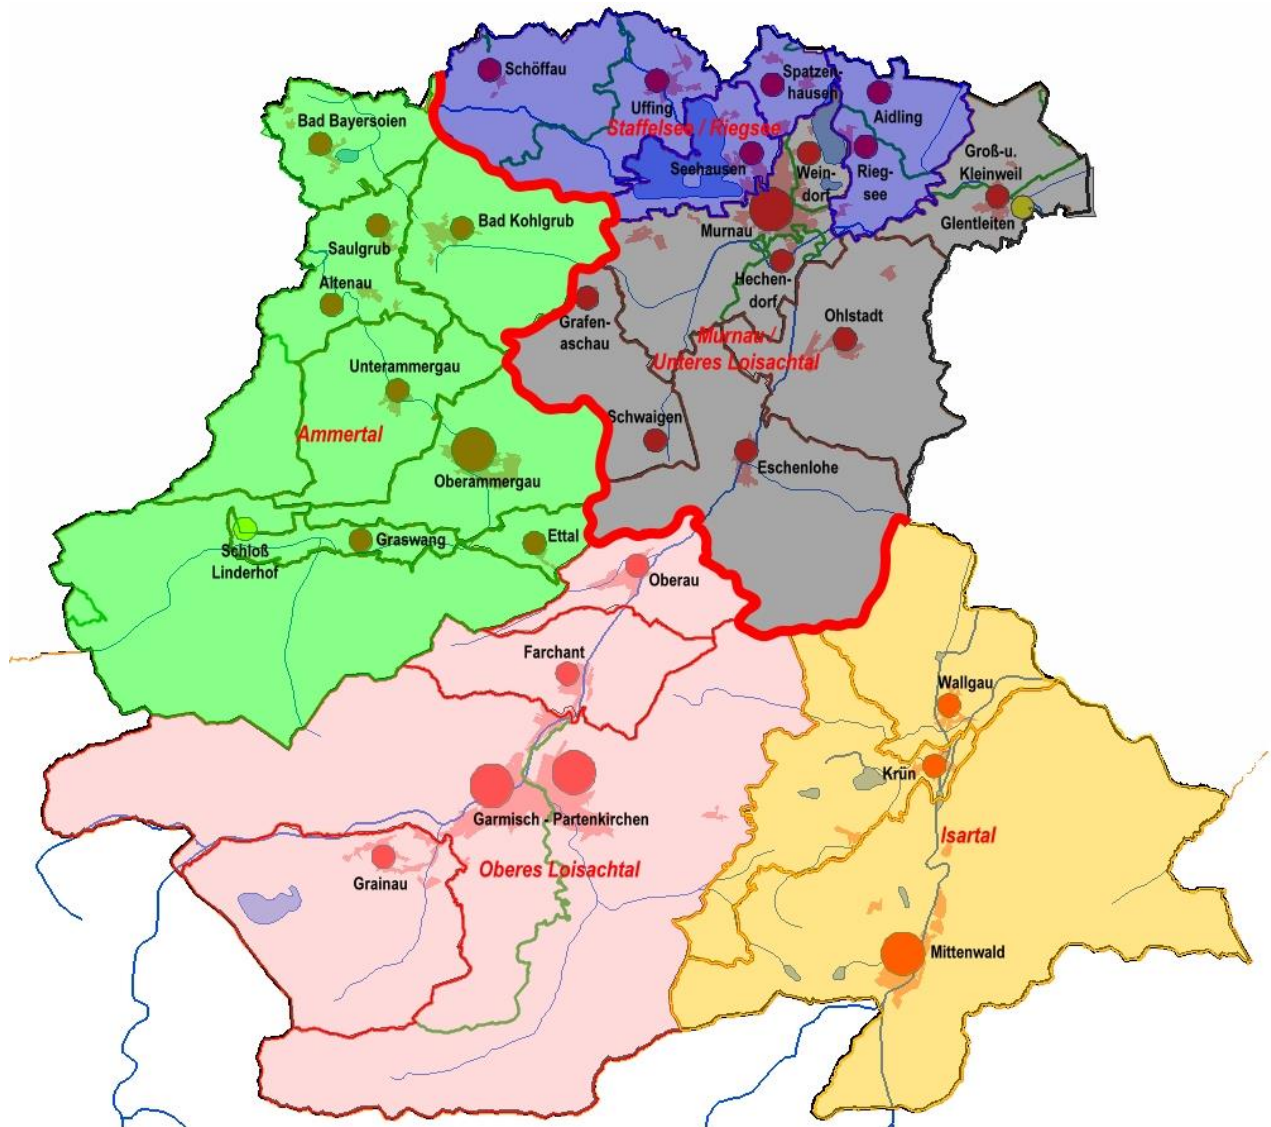 Schöffau
Uffing
Spatzen-
hausen
Aidling
Bad Bayersoien
Staffelsee / Riegsee
Seehausen
Wein-
dorf
Rieg-
see
Groß-u.
Kleinweil
Glentleiten
Saulgrub
Bad Kohlgrub
Murnau
Altenau
Hechen-
dorf
Grafen-
aschau
Ohlstadt
Murnau /
Unteres Loisachtal
Unterammergau
Schwaigen
Ammertal
Oberammergau
Eschenlohe
Schloß
Linderhof
Graswang
Ettal
Oberau
Farchant
Wallgau
Krün
Garmisch - Partenkirchen
Isartal
Grainau
Oberes Loisachtal
Mittenwald